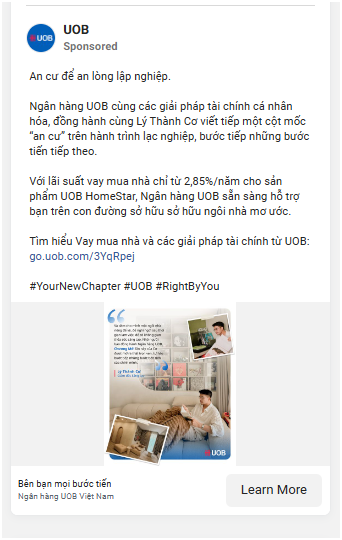 UOB
UOB
Sponsored
An cư để an lòng lập nghiệp.
Ngân hàng UOB cùng các giải pháp tài chính cá nhân
hóa, đồng hành cùng Lý Thành Cơ viết tiếp một cột mốc
“an cư” trên hành trình lạc nghiệp, bước tiếp những bước
tiến tiếp theo.
Với lãi suất vay mua nhà chỉ từ 2,85%/năm cho sản
phẩm UOB HomeStar, Ngân hàng UOB sẵn sàng hỗ trợ
bạn trên con đường sở hữu sở hữu ngôi nhà mơ ước.
Tìm hiểu Vay mua nhà và các giải pháp tài chính từ UOB:
go.uob.com/3YqRpej
#YourNewChapter #UOB #RightByYou
Lý Thành Cơ
UOB
Bên bạn mọi bước tiến
Ngân hàng UOB Việt Nam
Learn More